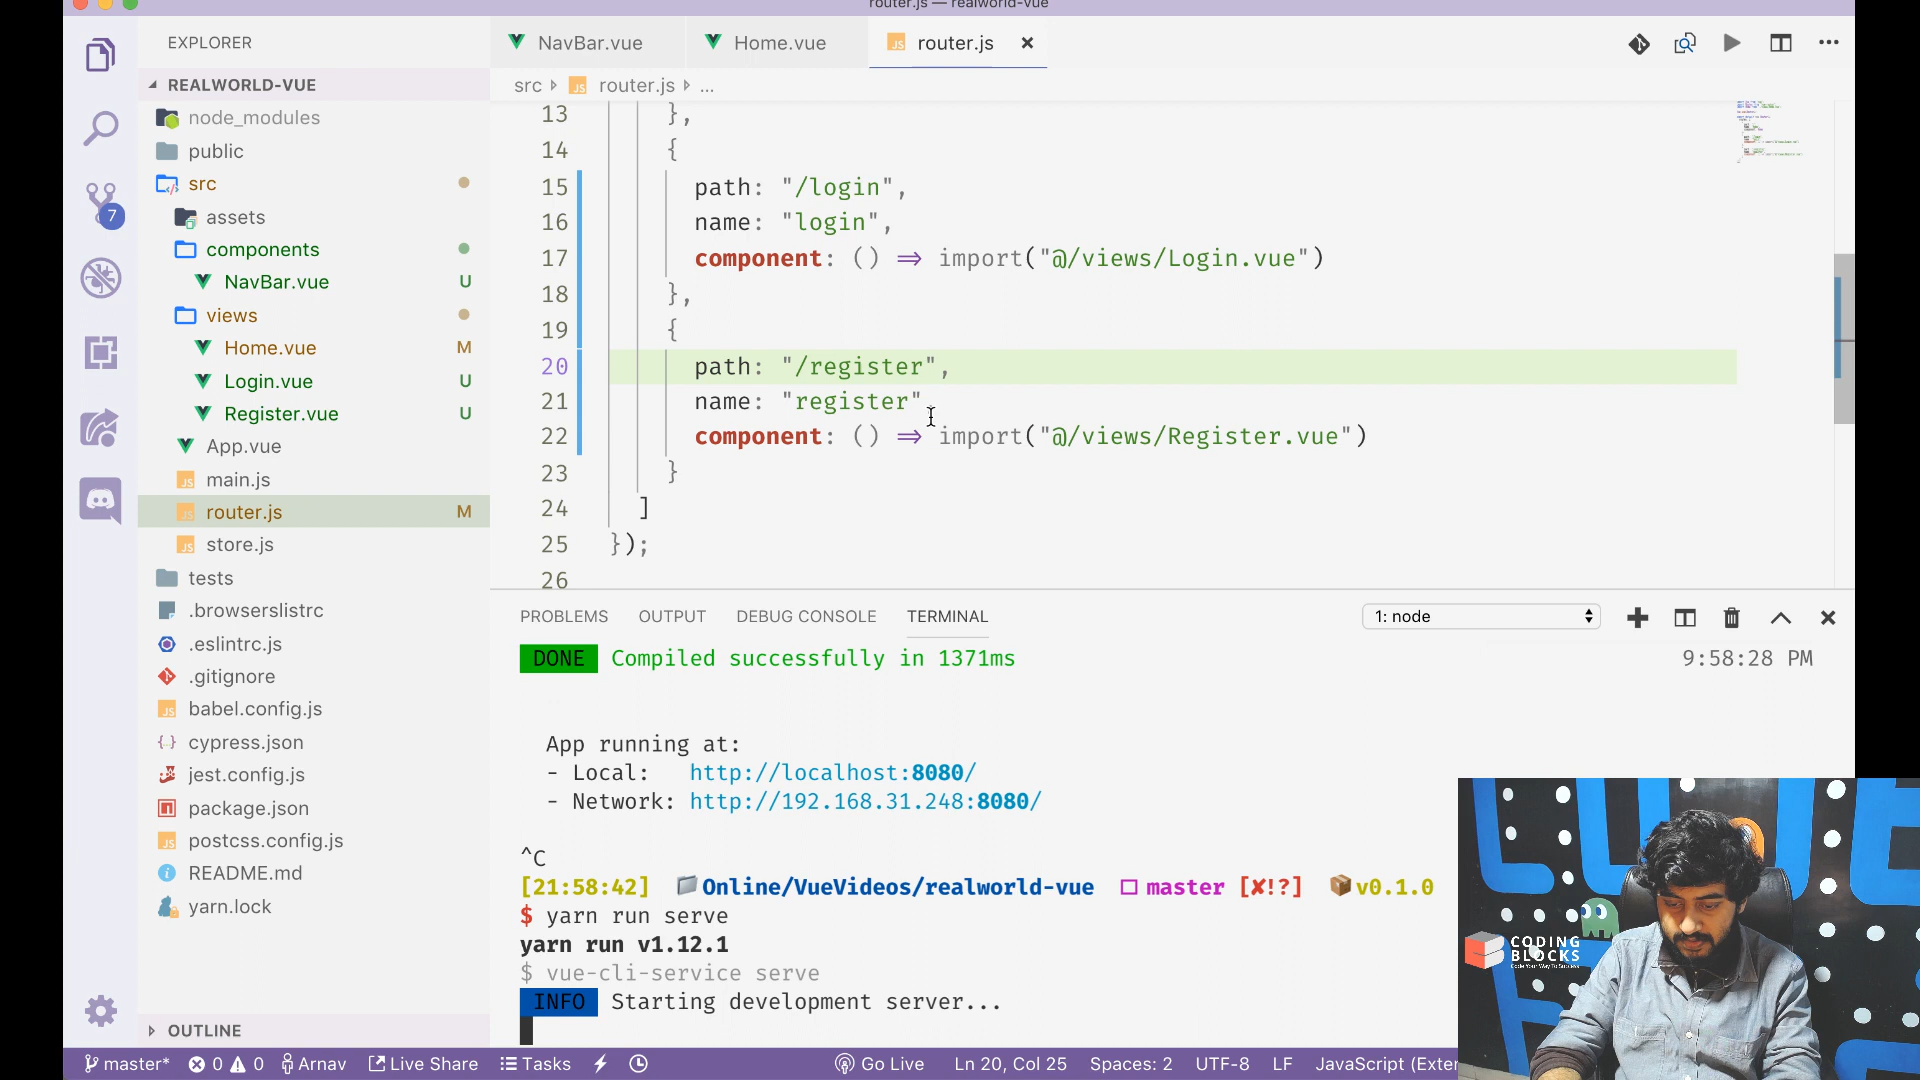 router.js — realworld-vue
EXPLORER
REALWORLD-VUE
node_modules
public
src
assets
components
NavBar.vue U
views
Home.vue M
Login.vue U
Register.vue U
App.vue
main.js
router.js M
store.js
tests
.browserslistrc
.eslintrc.js
.gitignore
babel.config.js
cypress.json
jest.config.js
package.json
postcss.config.js
README.md
yarn.lock
OUTLINE
7
NavBar.vue
Home.vue
router.js
src
router.js
...
13 },
14 {
15 path: "/login",
16 name: "login",
17 component: () => import("@/views/Login.vue")
18 },
19 {
20 path: "/register",
21 name: "register"
22 component: () => import("@/views/Register.vue")
23 }
24 ]
25 });
26
PROBLEMS OUTPUT DEBUG CONSOLE TERMINAL
1: node
DONE Compiled successfully in 1371ms 9:58:28 PM
App running at:
- Local: http://localhost:8080/
- Network: http://192.168.31.248:8080/
^C
[21:58:42] Online/VueVideos/realworld-vue master [✘!?] v0.1.0
$ yarn run serve
yarn run v1.12.1
$ vue-cli-service serve
INFO Starting development server...
CODING
BLOCKS
Code Your Way To Success
master* 0 0 Arnav Live Share Tasks Go Live Ln 20, Col 25 Spaces: 2 UTF-8 LF JavaScript (Exter